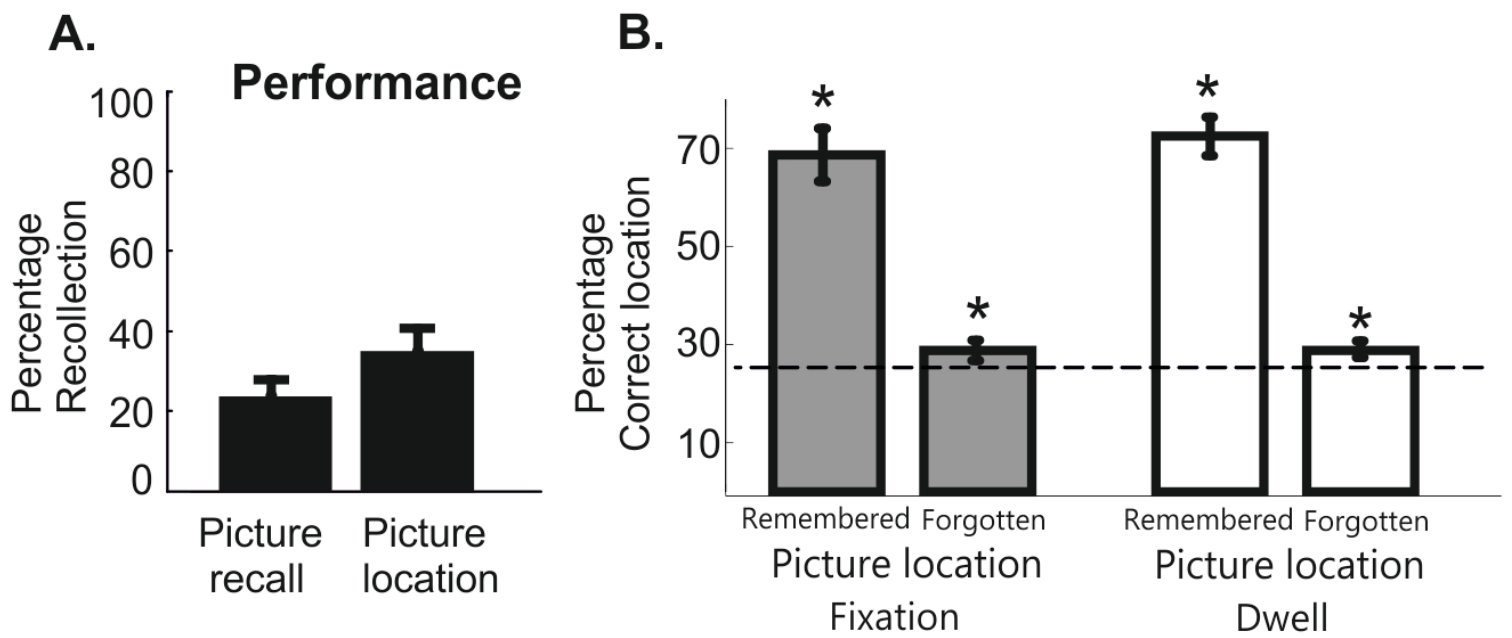 A.
Performance
Percentage
Recollection
100
80
60
40
20
0
Picture recall
Picture location
B.
Percentage
Correct location
70
50
30
10
*
*
*
*
Remembered Forgotten
Picture location
Fixation
Remembered Forgotten
Picture location
Dwell